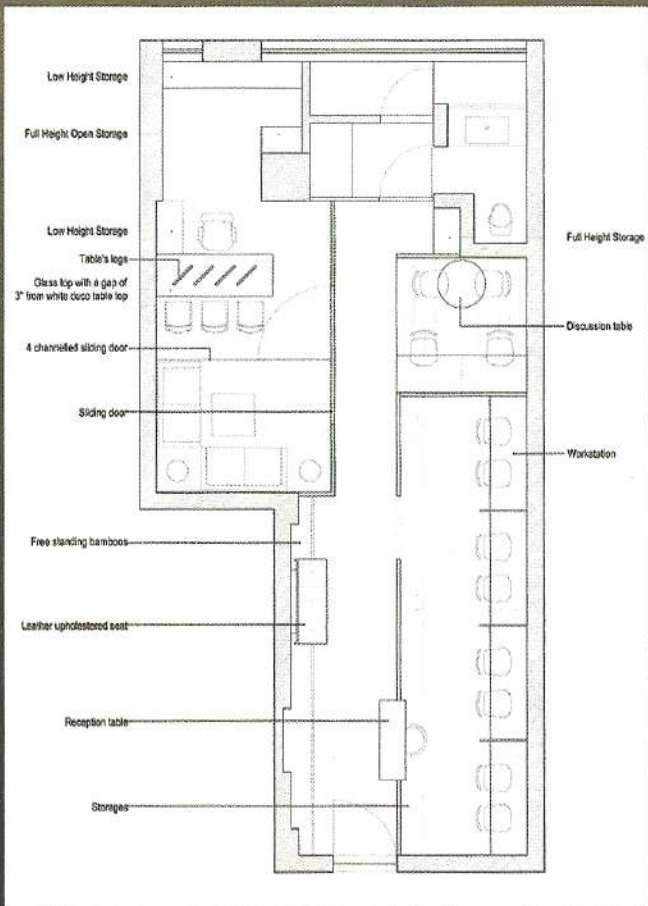 Low Height Storage
Full Height Open Storage
Low Height Storage
Table's legs
Glass top with a gap of
3" from white deco table top
4 channelled sliding door
Sliding door
Free standing bamboos
Leather upholestered seat
Reception table
Storages
Full Height Storage
Discussion table
Workstation